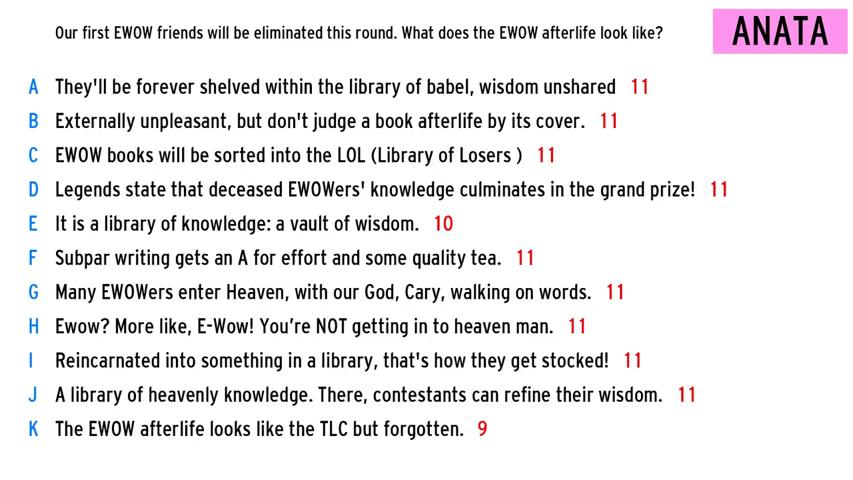 Our first EWOW friends will be eliminated this round. What does the EWOW afterlife look like?
ANATA
A They'll be forever shelved within the library of babel, wisdom unshared 11
B Externally unpleasant, but don't judge a book afterlife by its cover. 11
C EWOW books will be sorted into the LOL (Library of Losers ) 11
D Legends state that deceased EWOWers' knowledge culminates in the grand prize! 11
E It is a library of knowledge: a vault of wisdom. 10
F Subpar writing gets an A for effort and some quality tea. 11
G Many EWOWers enter Heaven, with our God, Cary, walking on words. 11
H Ewow? More like, E-Wow! You’re NOT getting in to heaven man. 11
I Reincarnated into something in a library, that's how they get stocked! 11
J A library of heavenly knowledge. There, contestants can refine their wisdom. 11
K The EWOW afterlife looks like the TLC but forgotten. 9